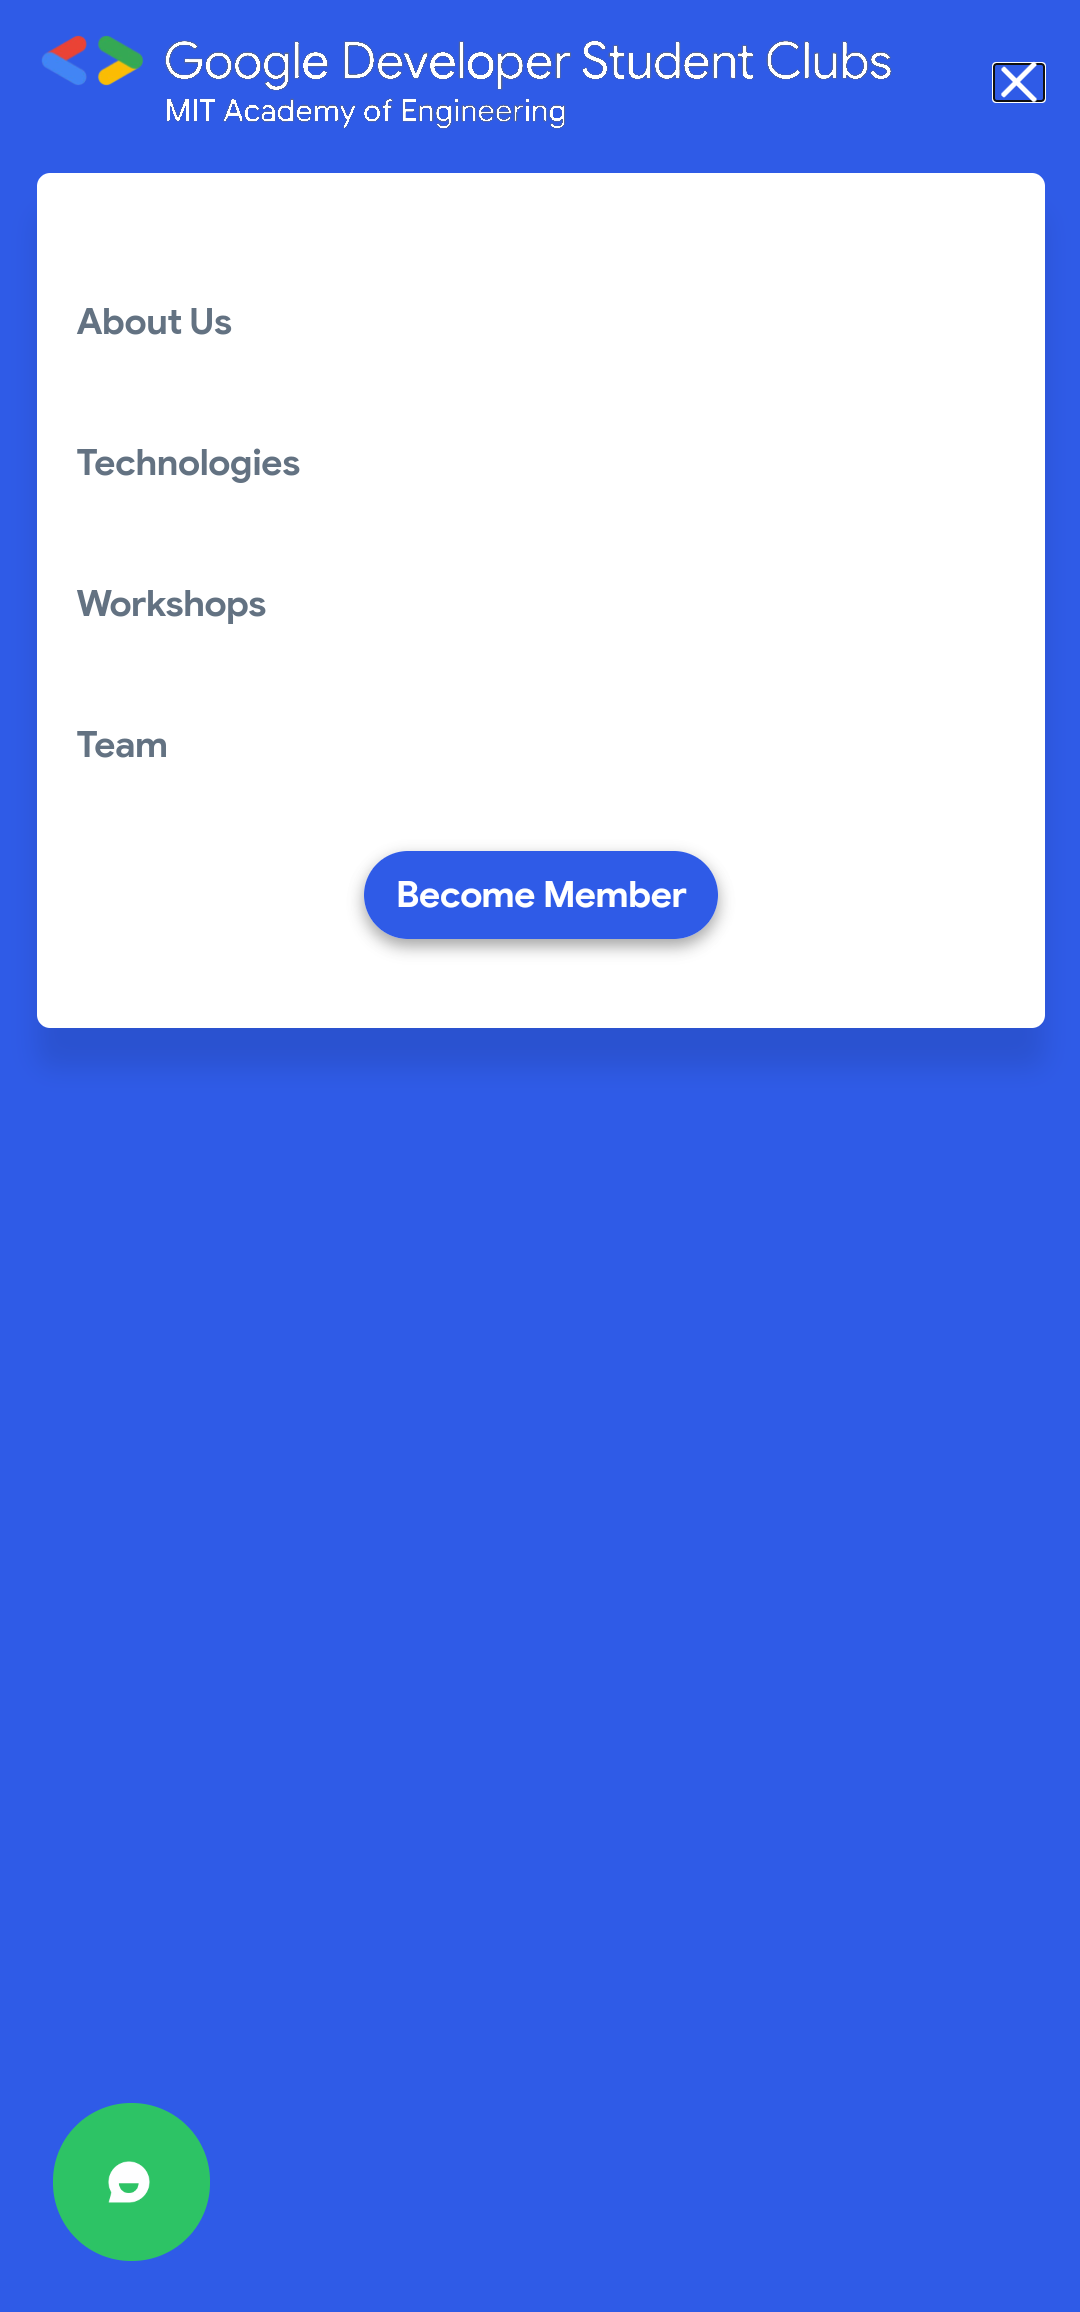 Google Developer Student Clubs
MIT Academy of Engineering
About Us
Technologies
Workshops
Team
Become Member